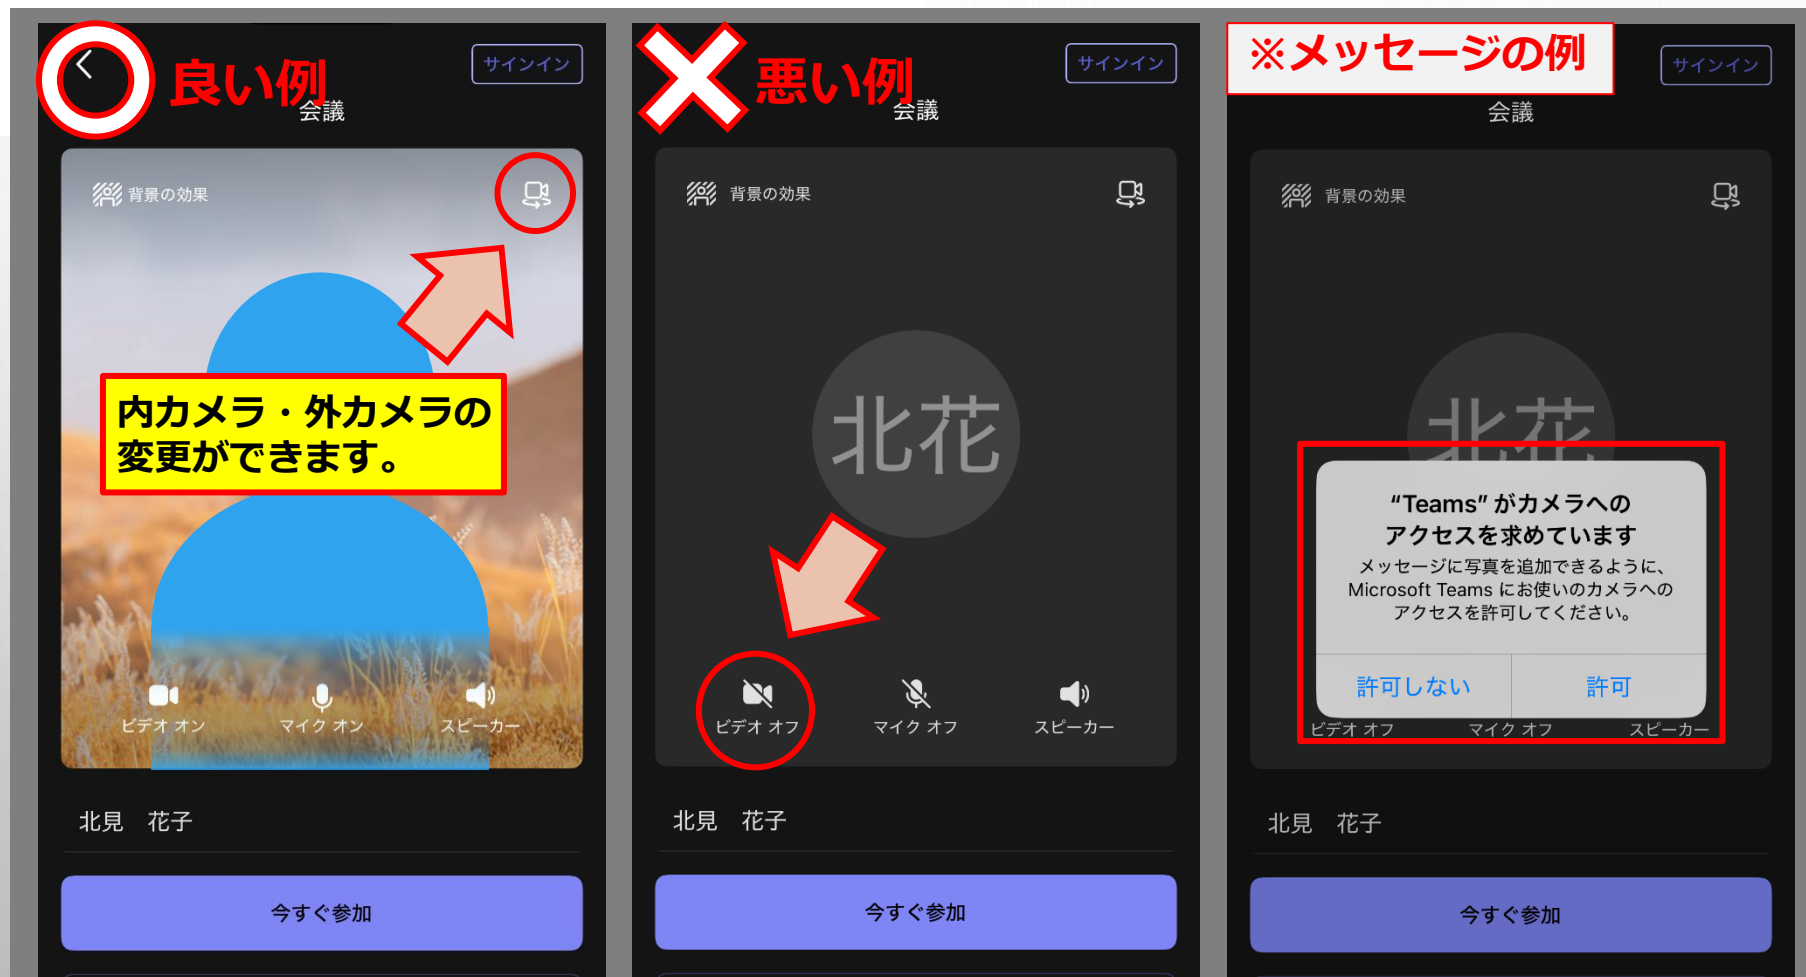 良い例
サインイン
会議
背景の効果
内カメラ・外カメラの
変更ができます。
ビデオ オン
マイク オン
スピーカー
北見　花子
今すぐ参加
悪い例
サインイン
会議
背景の効果
北花
ビデオ オフ
マイク オフ
スピーカー
北見　花子
今すぐ参加
※メッセージの例
サインイン
会議
背景の効果
北花
“Teams” がカメラへの
アクセスを求めています
メッセージに写真を追加できるように、
Microsoft Teams にお使いのカメラへの
アクセスを許可してください。
許可しない
許可
ビデオ オフ
マイク オフ
スピーカー
北見　花子
今すぐ参加